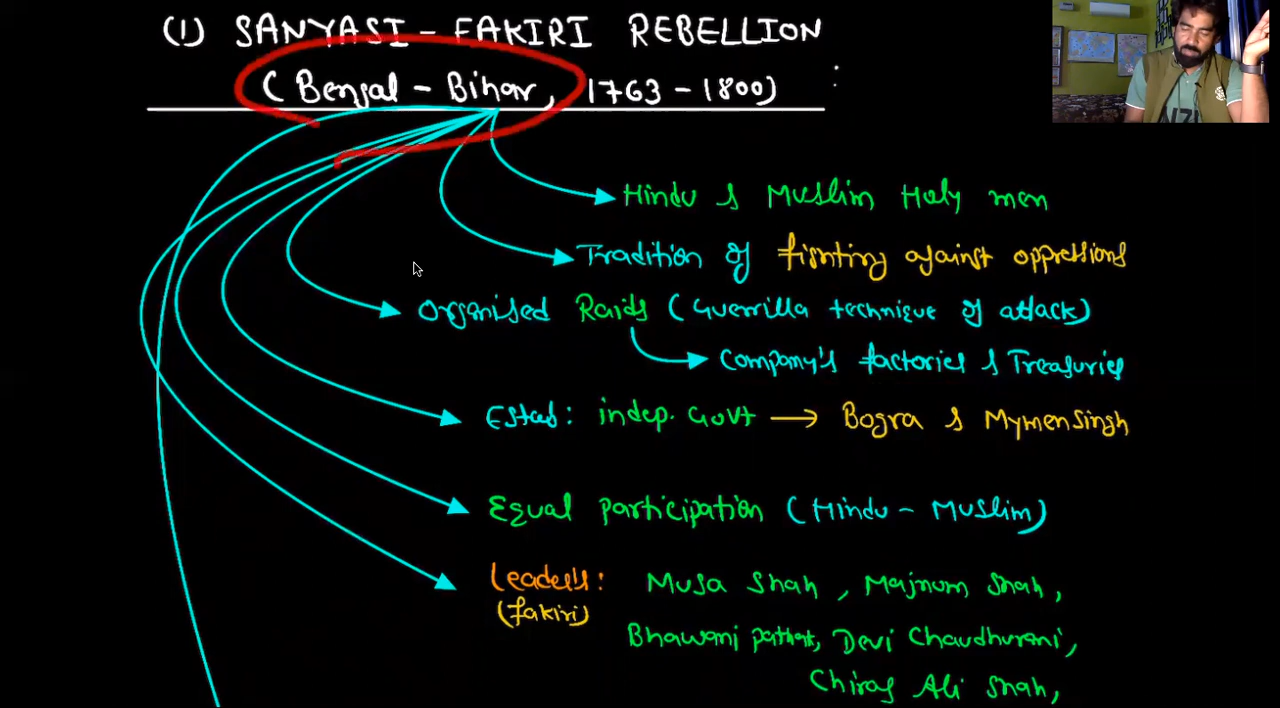 (1) SANYASI - FAKIRI REBELLION
(Bengal - Bihar, 1763 - 1800) :
Hindu & Muslim Holy men
Tradition of fighting against oppressions
Organised Raids (Guerrilla technique of attack)
Company's factories & Treasuries
Estab: indep. Govt → Bogra & Mymensingh
Equal participation (Hindu - Muslim)
Leader's: Musa Shah, Majnum Shah,
(fakiri)
Bhawani pathak, Devi Chaudhurani,
Chirag Ali Shah,